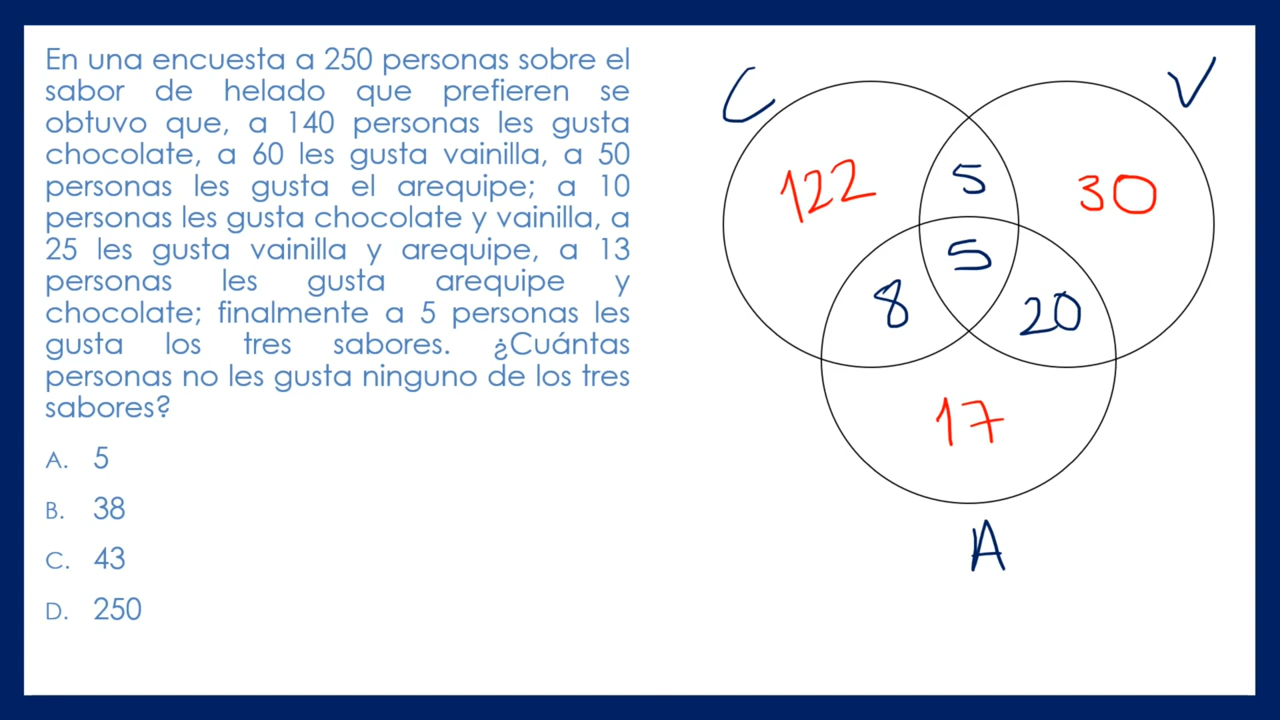 En una encuesta a 250 personas sobre el
sabor de helado que prefieren se
obtuvo que, a 140 personas les gusta
chocolate, a 60 les gusta vainilla, a 50
personas les gusta el arequipe; a 10
personas les gusta chocolate y vainilla, a
25 les gusta vainilla y arequipe, a 13
personas les gusta arequipe y
chocolate; finalmente a 5 personas les
gusta los tres sabores. ¿Cuántas
personas no les gusta ninguno de los tres
sabores?
A. 5
B. 38
C. 43
D. 250
C V
122 5 30
5
8 20
17
A